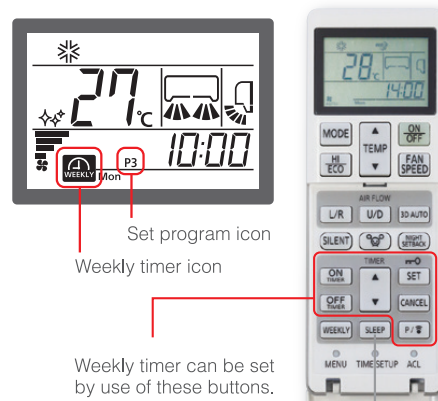 27°C
10:00
WEEKLY
Mon
P3
Set program icon
Weekly timer icon
Weekly timer can be set
by use of these buttons.
28°C
14:00
MODE
TEMP
ON
OFF
HI
ECO
FAN
SPEED
AIR FLOW
L/R
U/D
3D AUTO
SILENT
NIGHT
SETBACK
TIMER
ON
TIMER
SET
OFF
TIMER
CANCEL
WEEKLY
SLEEP
P/
MENU
TIME SETUP
ACL